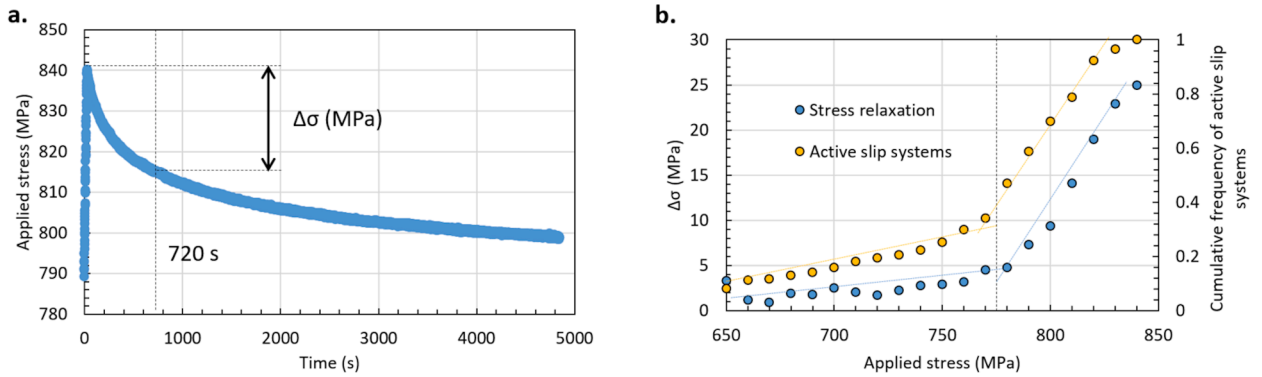 a.
850
840
830
820
810
800
790
780
Applied stress (MPa)
Δσ (MPa)
720 s
0
1000
2000
3000
4000
5000
Time (s)
b.
30
25
20
15
10
5
0
Δσ (MPa)
Stress relaxation
Active slip systems
1
0.8
0.6
0.4
0.2
0
Cumulative frequency of active slip
systems
650
700
750
800
850
Applied stress (MPa)